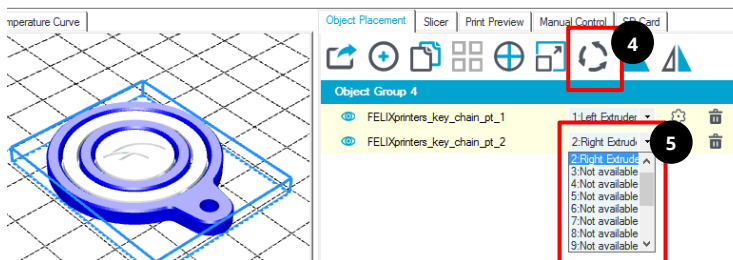 mperature Curve
Object Placement Slicer Print Preview Manual Control SD Card
4
Object Group 4
FELIXprinters_key_chain_pt_1 1:Left Extruder
FELIXprinters_key_chain_pt_2 2:Right Extrud
5
2:Right Extrude
3:Not available
4:Not available
5:Not available
6:Not available
7:Not available
8:Not available
9:Not available